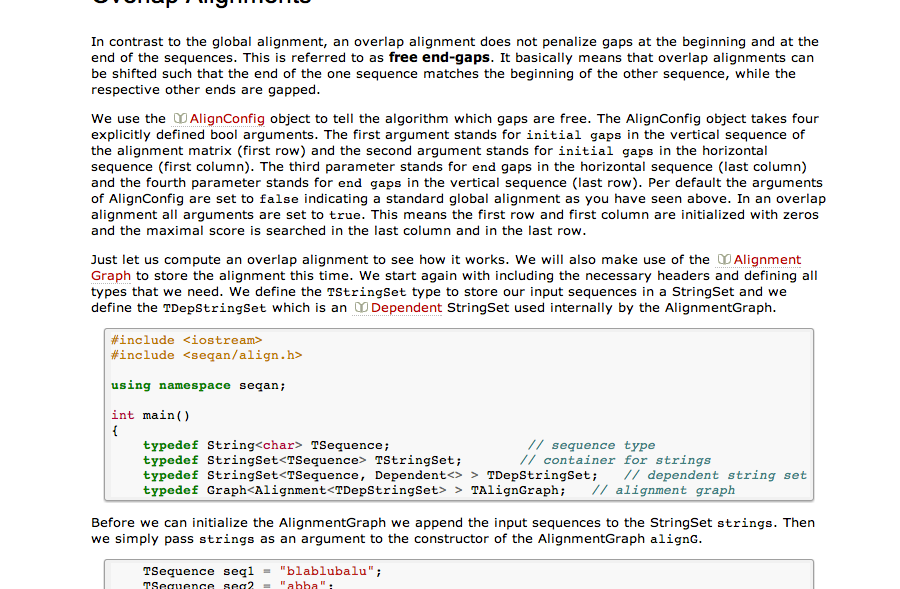 Overlap Alignments
In contrast to the global alignment, an overlap alignment does not penalize gaps at the beginning and at the
end of the sequences. This is referred to as free end-gaps. It basically means that overlap alignments can
be shifted such that the end of the one sequence matches the beginning of the other sequence, while the
respective other ends are gapped.
We use the AlignConfig object to tell the algorithm which gaps are free. The AlignConfig object takes four
explicitly defined bool arguments. The first argument stands for initial gaps in the vertical sequence of
the alignment matrix (first row) and the second argument stands for initial gaps in the horizontal
sequence (first column). The third parameter stands for end gaps in the horizontal sequence (last column)
and the fourth parameter stands for end gaps in the vertical sequence (last row). Per default the arguments
of AlignConfig are set to false indicating a standard global alignment as you have seen above. In an overlap
alignment all arguments are set to true. This means the first row and first column are initialized with zeros
and the maximal score is searched in the last column and in the last row.
Just let us compute an overlap alignment to see how it works. We will also make use of the Alignment
Graph to store the alignment this time. We start again with including the necessary headers and defining all
types that we need. We define the TStringSet type to store our input sequences in a StringSet and we
define the TDepStringSet which is an Dependent StringSet used internally by the AlignmentGraph.
#include <iostream>
#include <seqan/align.h>
using namespace seqan;
int main()
{
typedef String<char> TSequence; // sequence type
typedef StringSet<TSequence> TStringSet; // container for strings
typedef StringSet<TSequence, Dependent<> > TDepStringSet; // dependent string set
typedef Graph<Alignment<TDepStringSet> > TAlignGraph; // alignment graph
Before we can initialize the AlignmentGraph we append the input sequences to the StringSet strings. Then
we simply pass strings as an argument to the constructor of the AlignmentGraph alignG.
TSequence seq1 = "blablubalu";
TSequence seq2 = "abba";